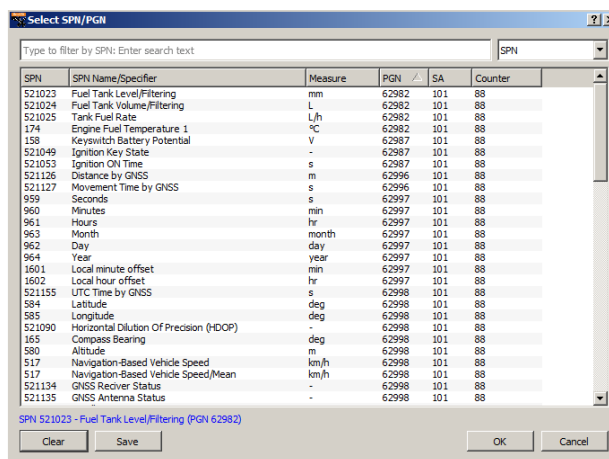 Select SPN/PGN
Type to filter by SPN: Enter search text SPN
SPN SPN Name/Specifier Measure PGN SA Counter
521023 Fuel Tank Level/Filtering mm 62982 101 88
521024 Fuel Tank Volume/Filtering L 62982 101 88
521025 Tank Fuel Rate L/h 62982 101 88
174 Engine Fuel Temperature 1 °C 62982 101 88
158 Keyswitch Battery Potential V 62987 101 88
521049 Ignition Key State - 62987 101 88
521053 Ignition ON Time s 62987 101 88
521126 Distance by GNSS m 62996 101 88
521127 Movement Time by GNSS s 62996 101 88
959 Seconds s 62997 101 88
960 Minutes min 62997 101 88
961 Hours hr 62997 101 88
963 Month month 62997 101 88
962 Day day 62997 101 88
964 Year year 62997 101 88
1601 Local minute offset min 62997 101 88
1602 Local hour offset hr 62997 101 88
521155 UTC Time by GNSS s 62998 101 88
584 Latitude deg 62998 101 88
585 Longitude deg 62998 101 88
521090 Horizontal Dilution Of Precision (HDOP) - 62998 101 88
165 Compass Bearing deg 62998 101 88
580 Altitude m 62998 101 88
517 Navigation-Based Vehicle Speed km/h 62998 101 88
517 Navigation-Based Vehicle Speed/Mean km/h 62998 101 88
521134 GNSS Reciver Status - 62998 101 88
521135 GNSS Antenna Status - 62998 101 88
SPN 521023 - Fuel Tank Level/Filtering (PGN 62982)
Clear Save OK Cancel